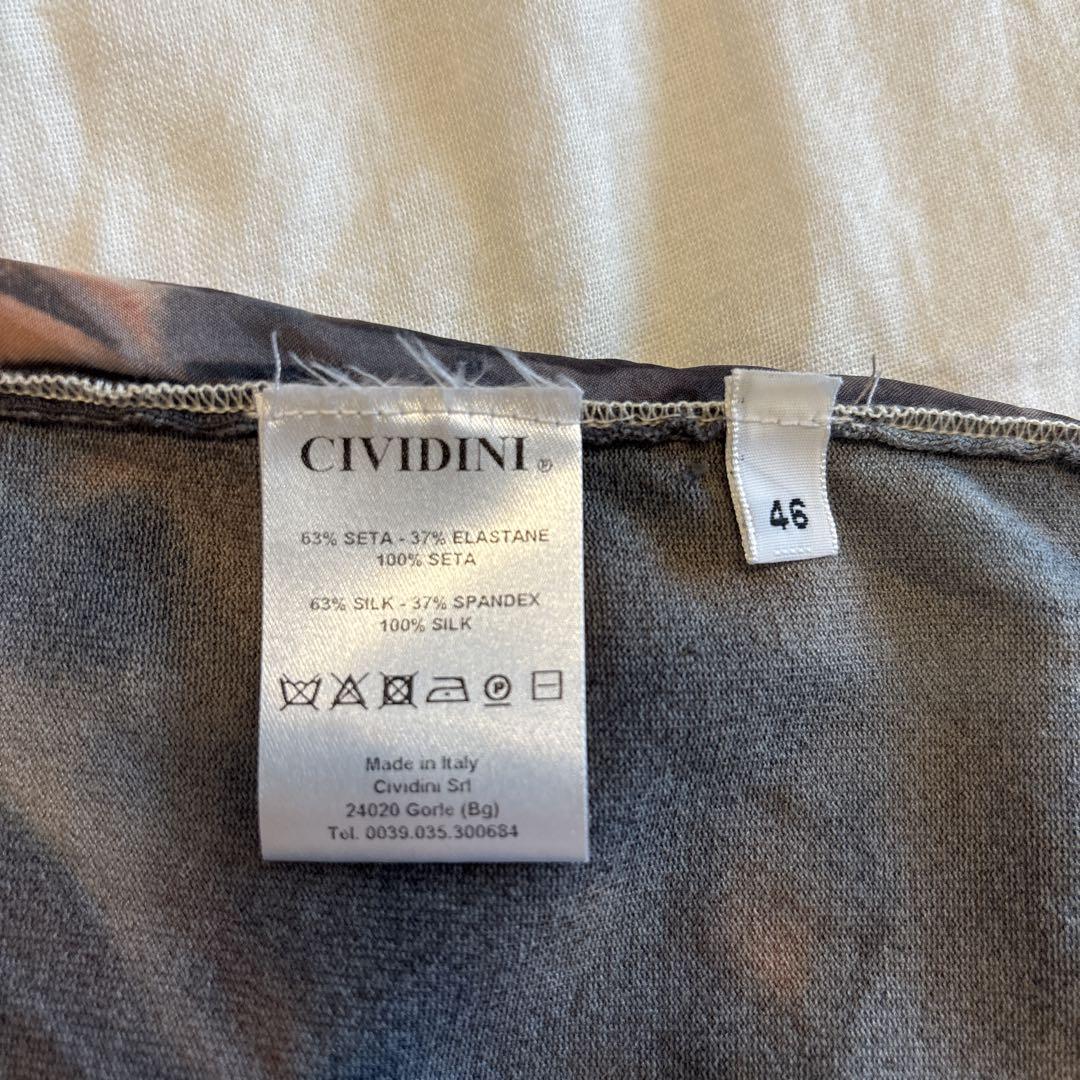 CIVIDINI ®
63% SETA - 37% ELASTANE
100% SETA
63% SILK - 37% SPANDEX
100% SILK
P
Made in Italy
Cividini Srl
24020 Gorle (Bg)
Tel. 0039.035.300684
46